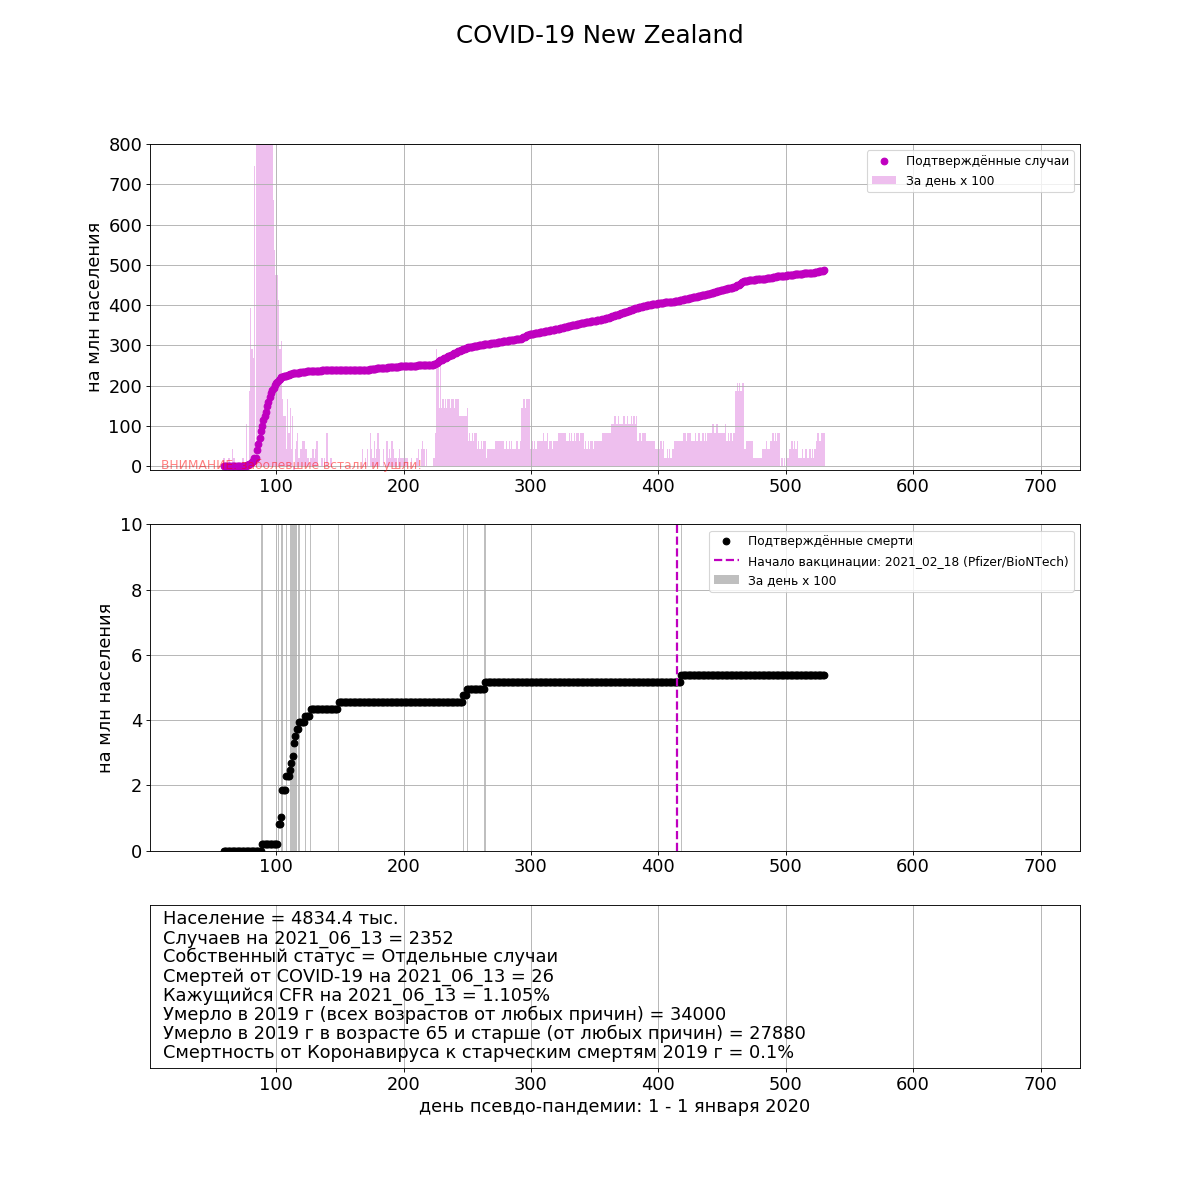 COVID-19 New Zealand
800
700
600
500
400
300
200
100
0
на млн населения
Подтверждённые случаи
За день x 100
встали и ушли
100 200 300 400 500 600 700
10
8
6
4
2
0
на млн населения
Подтверждённые смерти
Начало вакцинации: 2021_02_18 (Pfizer/BioNTech)
За день x 100
100 200 300 400 500 600 700
Население = 4834.4 тыс.
Случаев на 2021_06_13 = 2352
Собственный статус = Отдельные случаи
Смертей от COVID-19 на 2021_06_13 = 26
Кажущийся CFR на 2021_06_13 = 1.105%
Умерло в 2019 г (всех возрастов от любых причин) = 34000
Умерло в 2019 г в возрасте 65 и старше (от любых причин) = 27880
Смертность от Коронавируса к старческим смертям 2019 г = 0.1%
100 200 300 400 500 600 700
день псевдо-пандемии: 1 - 1 января 2020